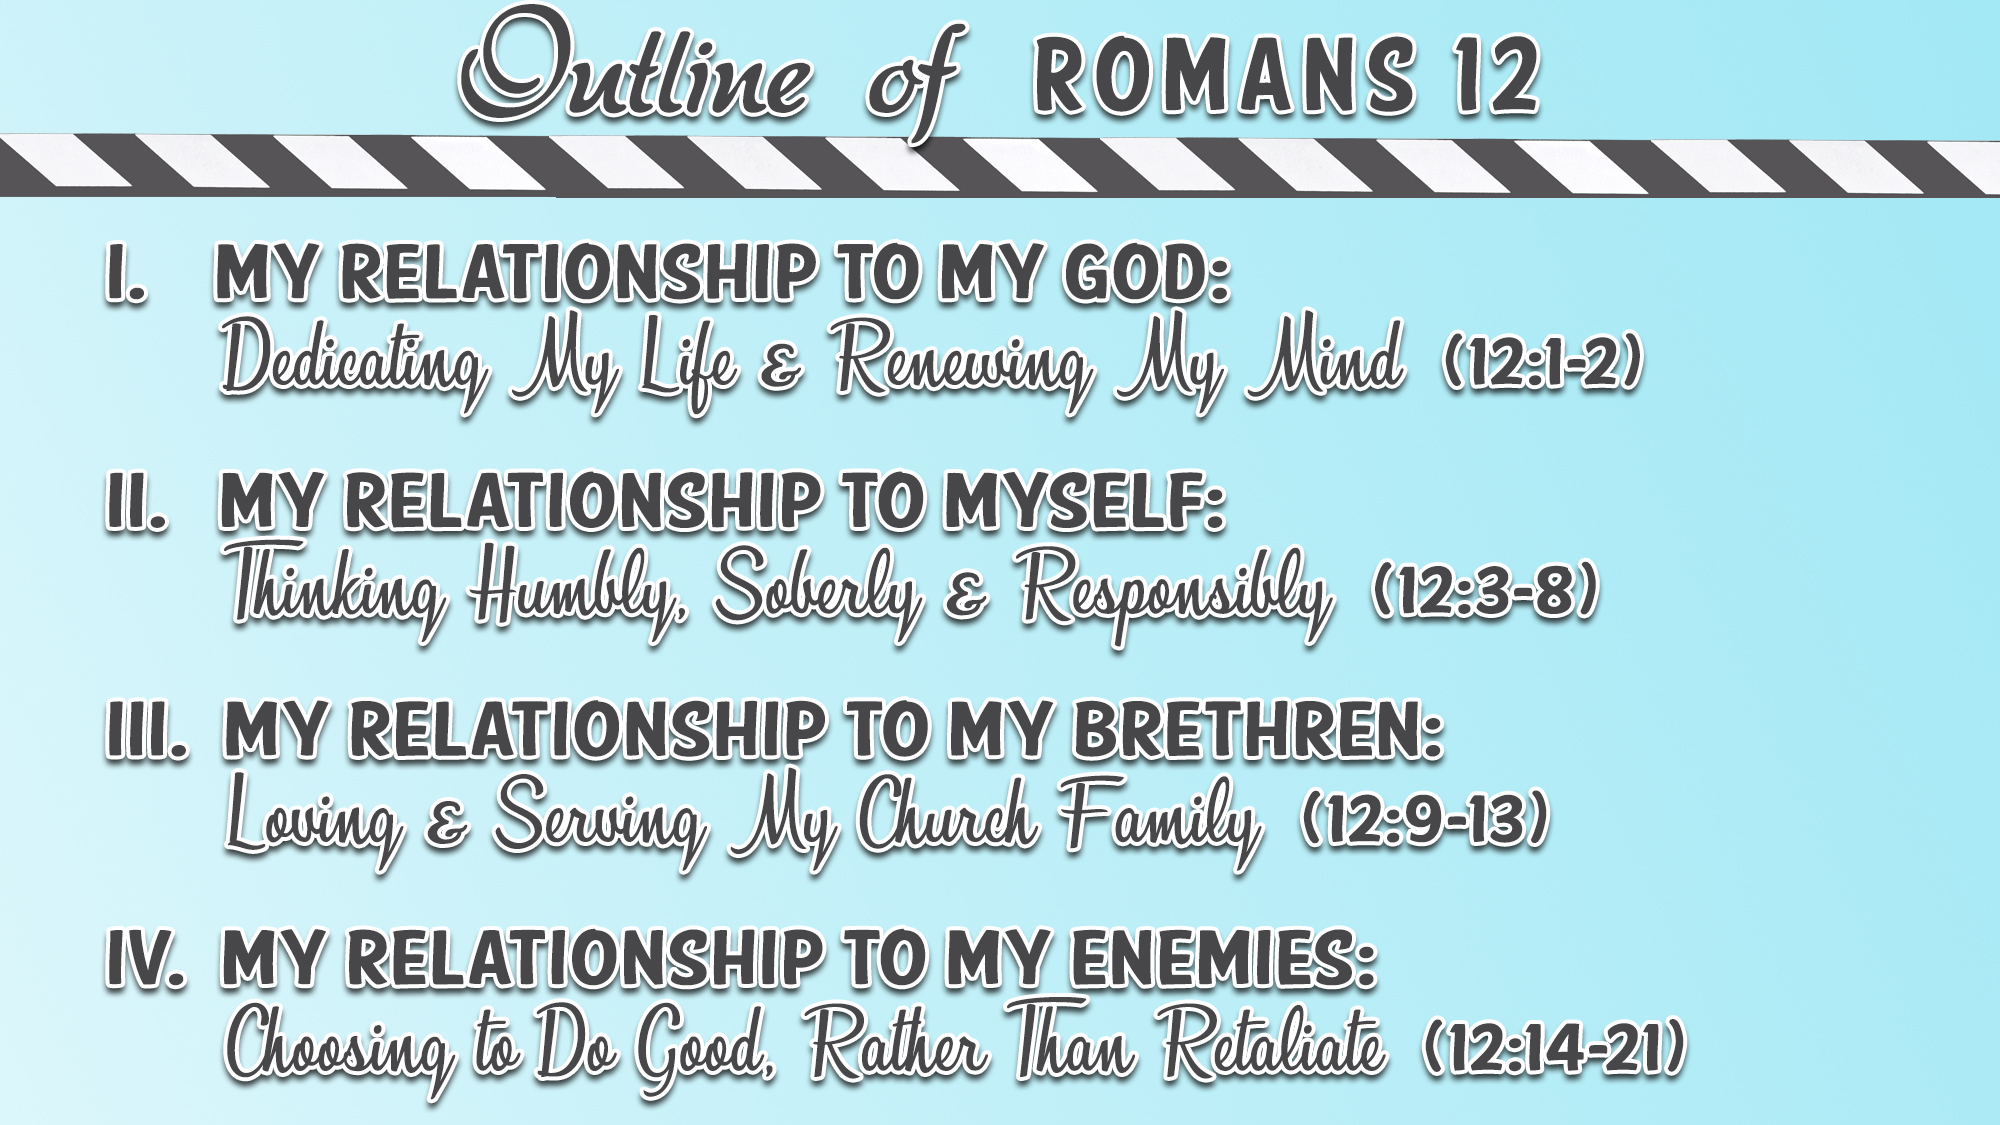 Outline of ROMANS 12
I. MY RELATIONSHIP TO MY GOD:
Dedicating My Life & Renewing My Mind (12:1-2)
II. MY RELATIONSHIP TO MYSELF:
Thinking Humbly, Soberly & Responsibly (12:3-8)
III. MY RELATIONSHIP TO MY BRETHREN:
Loving & Serving My Church Family (12:9-13)
IV. MY RELATIONSHIP TO MY ENEMIES:
Choosing to Do Good, Rather Than Retaliate (12:14-21)